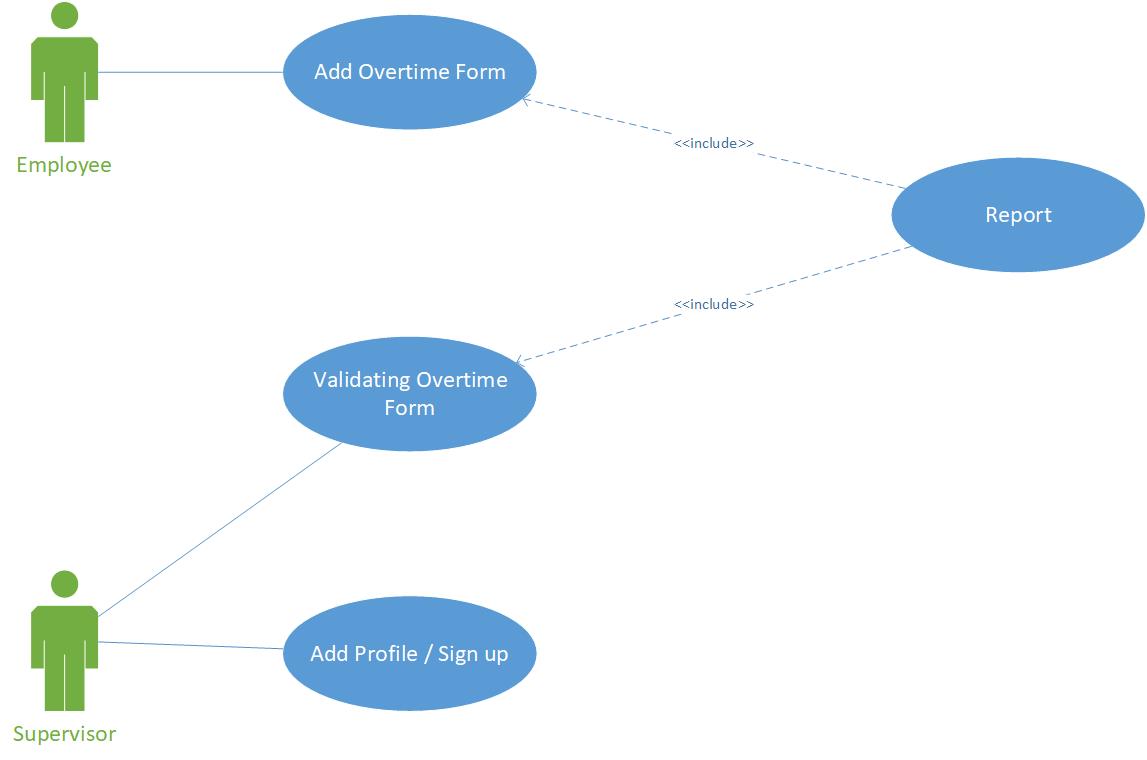 Add Overtime Form
Employee
<<include>>
Report
<<include>>
Validating Overtime
Form
Add Profile / Sign up
Supervisor